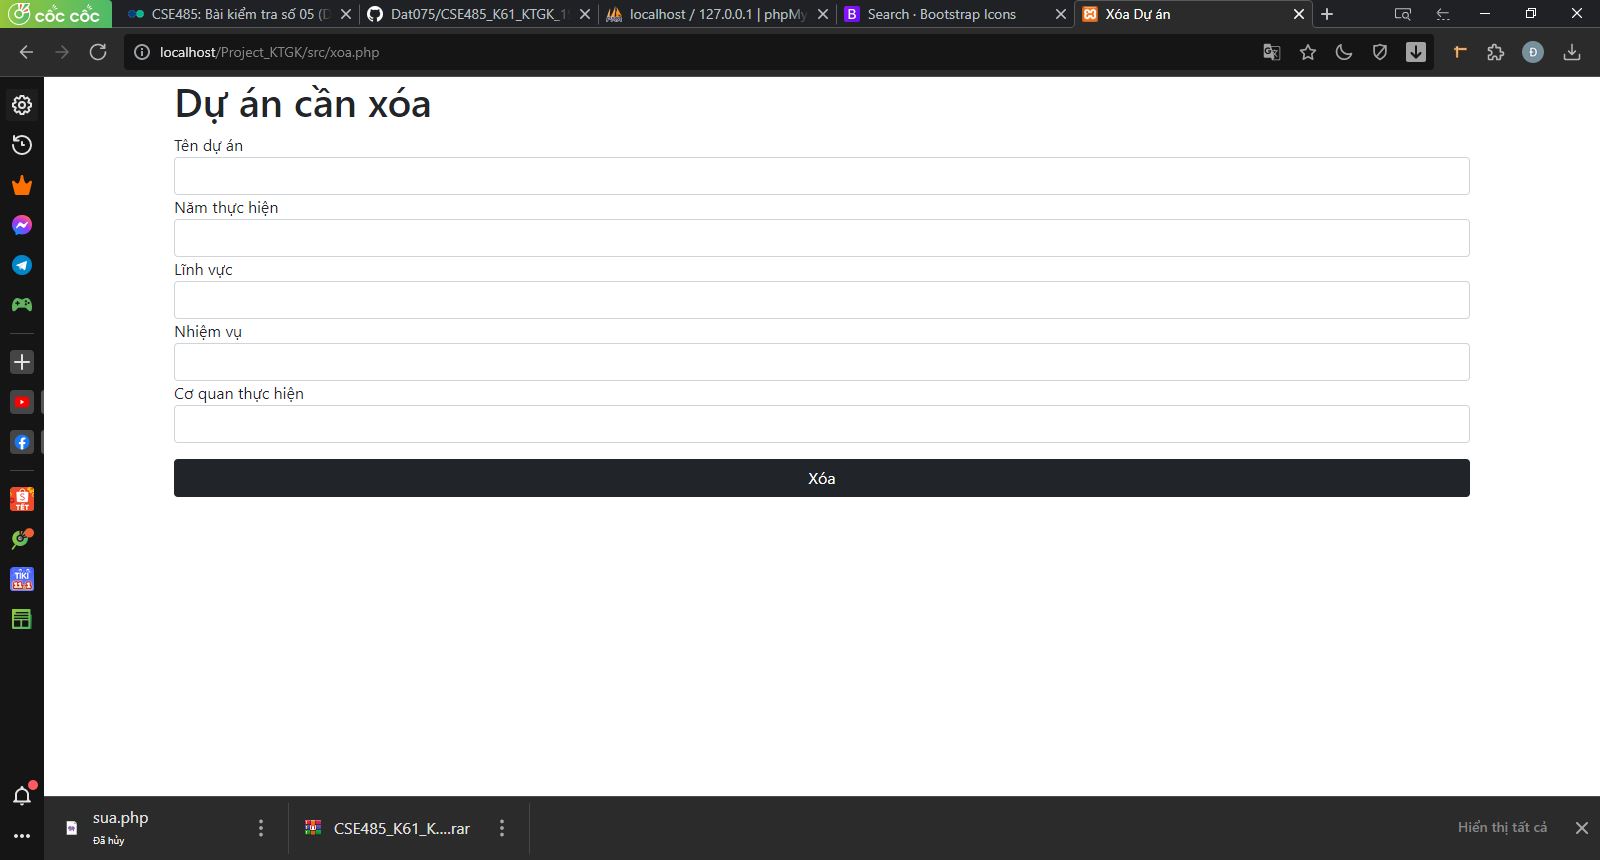 cốc cốc
CSE485: Bài kiểm tra số 05 (D
Dat075/CSE485_K61_KTGK_1
localhost / 127.0.0.1 | phpMy
Search · Bootstrap Icons
Xóa Dự án
localhost/Project_KTGK/src/xoa.php
Đ
Dự án cần xóa
Tên dự án
Năm thực hiện
Lĩnh vực
Nhiệm vụ
Cơ quan thực hiện
Xóa
TẾT
TIKI
sua.php
Đã hủy
CSE485_K61_K....rar
Hiển thị tất cả